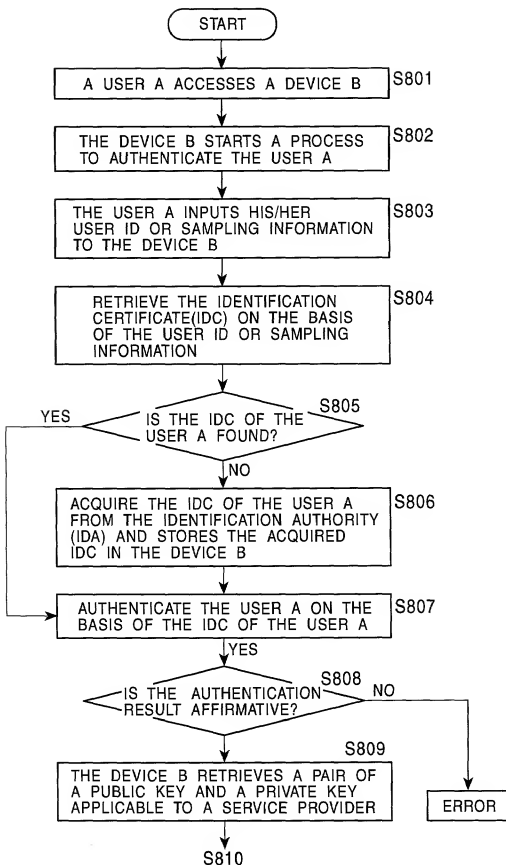 START
A USER A ACCESSES A DEVICE B
S801
THE DEVICE B STARTS A PROCESS
TO AUTHENTICATE THE USER A
S802
THE USER A INPUTS HIS/HER
USER ID OR SAMPLING INFORMATION
TO THE DEVICE B
S803
RETRIEVE THE IDENTIFICATION
CERTIFICATE(IDC) ON THE BASIS
OF THE USER ID OR SAMPLING
INFORMATION
S804
S805
YES
IS THE IDC OF THE
USER A FOUND?
NO
ACQUIRE THE IDC OF THE USER A
FROM THE IDENTIFICATION AUTHORITY
(IDA) AND STORES THE ACQUIRED
IDC IN THE DEVICE B
S806
AUTHENTICATE THE USER A ON THE
BASIS OF THE IDC OF THE USER A
S807
YES
S808
IS THE AUTHENTICATION
RESULT AFFIRMATIVE?
NO
S809
THE DEVICE B RETRIEVES A PAIR OF
A PUBLIC KEY AND A PRIVATE KEY
APPLICABLE TO A SERVICE PROVIDER
ERROR
S810